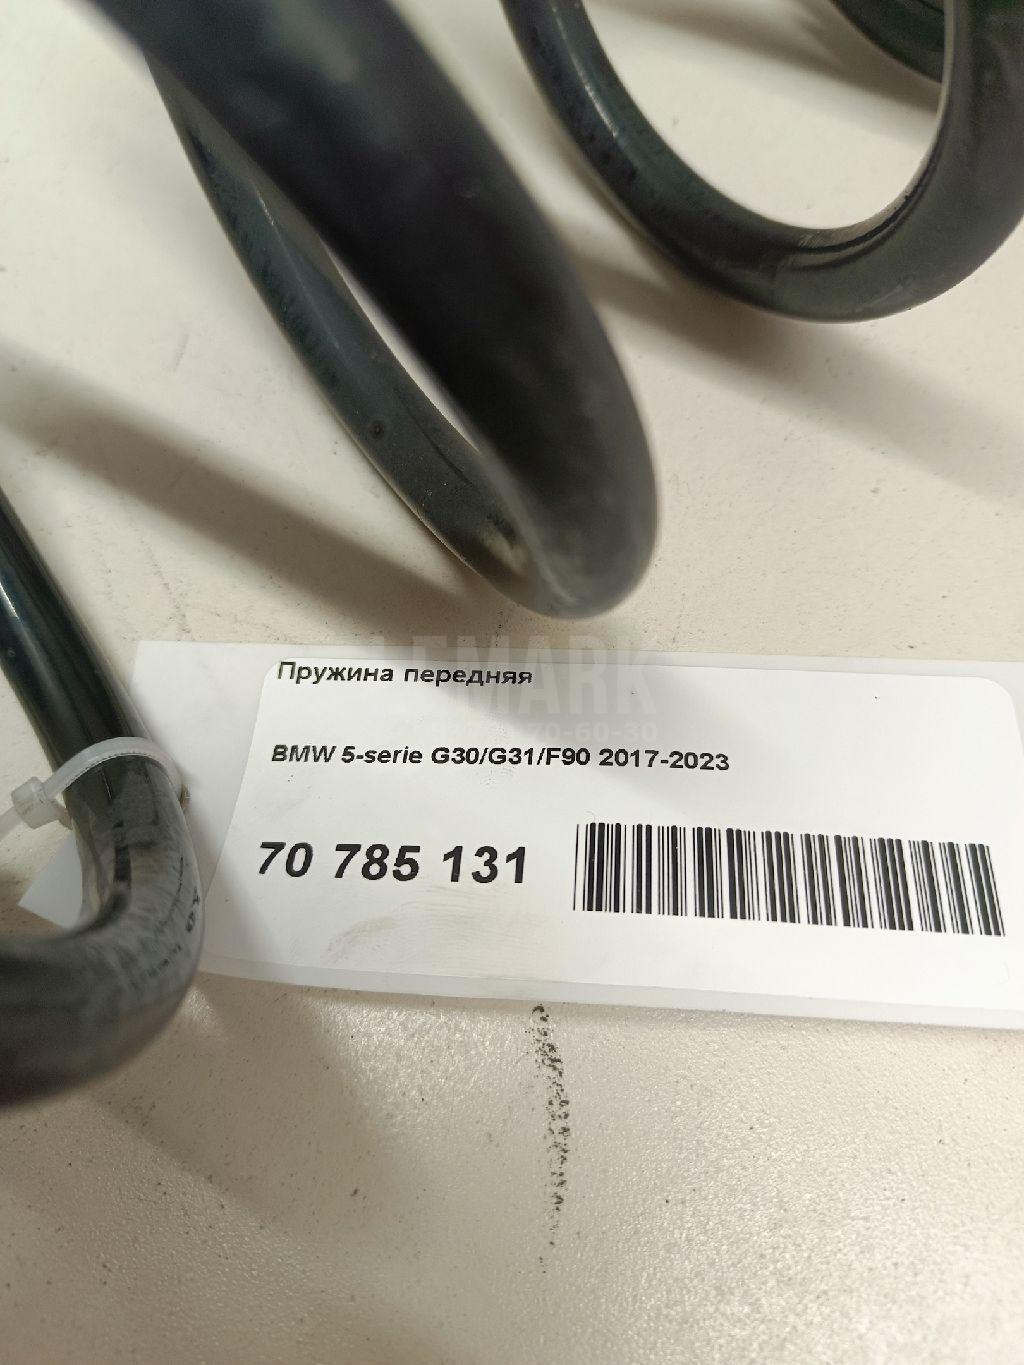 Пружина передняя
BMW 5-serie G30/G31/F90 2017-2023
70 785 131